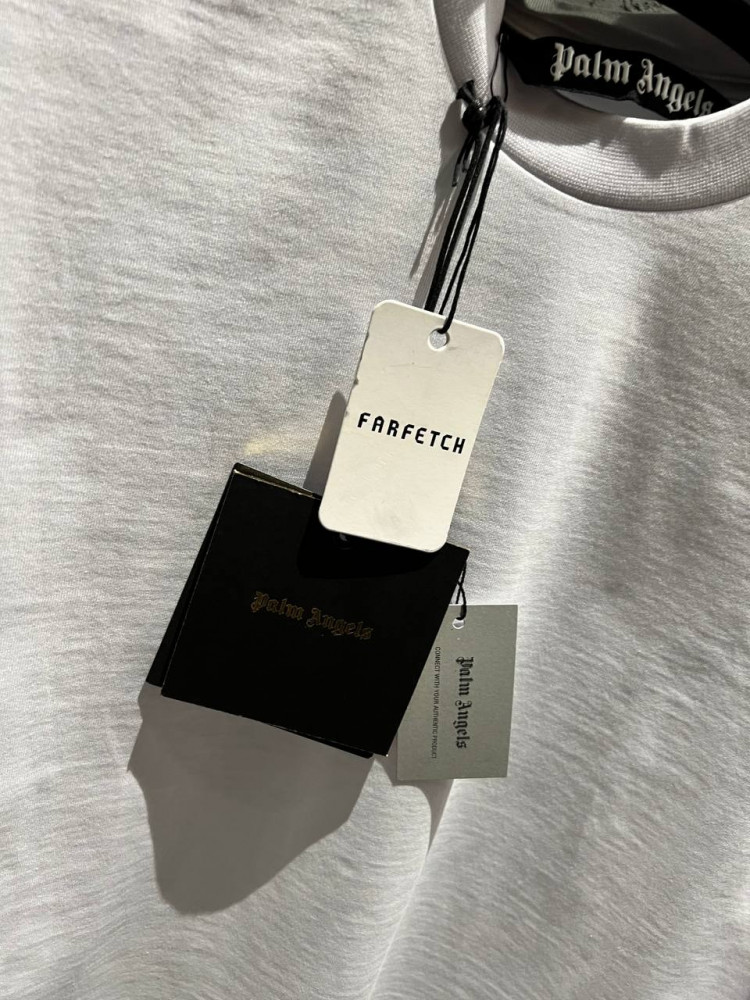 Palm Angels
FARFETCH
Palm Angels
Palm Angels
CONNECT WITH YOUR AUTHENTIC PRODUCT